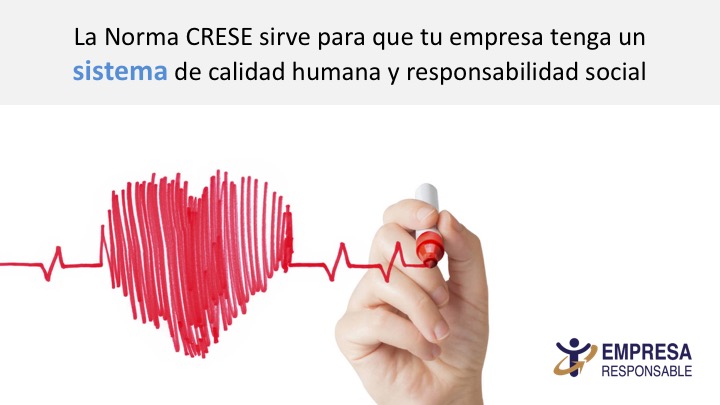 La Norma CRESE sirve para que tu empresa tenga un
sistema de calidad humana y responsabilidad social
EMPRESA
RESPONSABLE